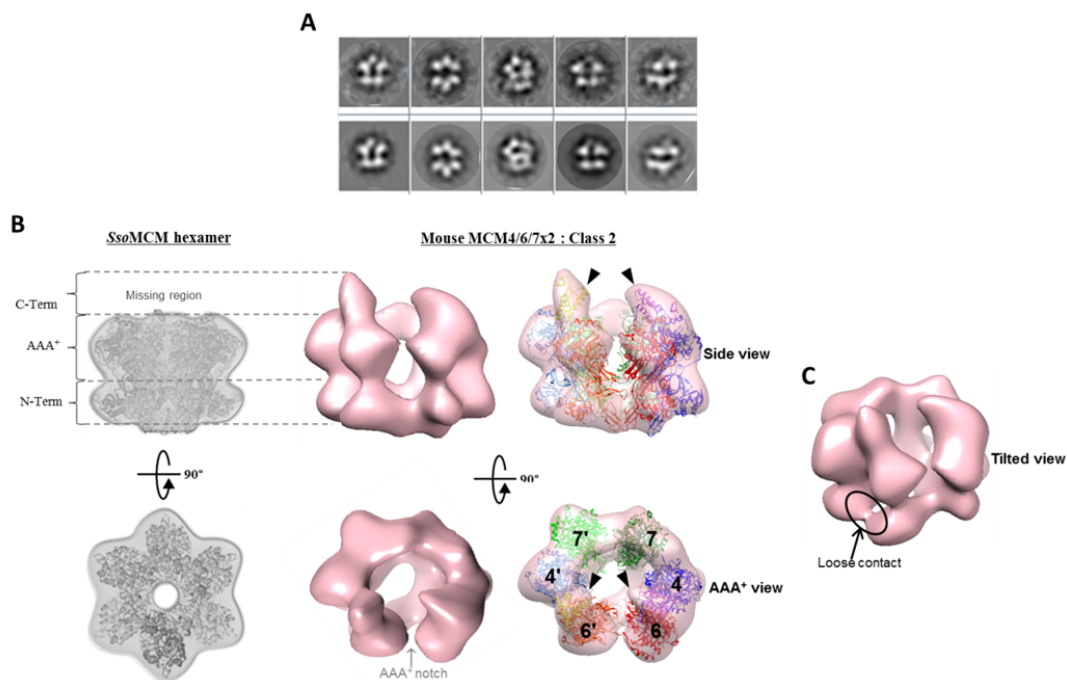 A
B
SsoMCM hexamer
Mouse MCM4/6/7x2 : Class 2
C-Term
Missing region
AAA+
N-Term
Side view
C
Tilted view
Loose contact
90°
90°
7'
7
4'
4
AAA+ view
6'
6
AAA+ notch